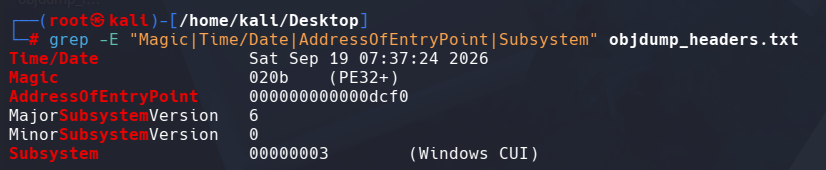 ┌──(root㉿kali)-[/home/kali/Desktop]
└─# grep -E "Magic|Time/Date|AddressOfEntryPoint|Subsystem" objdump_headers.txt
Time/Date               Sat Sep 19 07:37:24 2026
Magic                   020b    (PE32+)
AddressOfEntryPoint     000000000000dcf0
MajorSubsystemVersion   6
MinorSubsystemVersion   0
Subsystem               00000003        (Windows CUI)